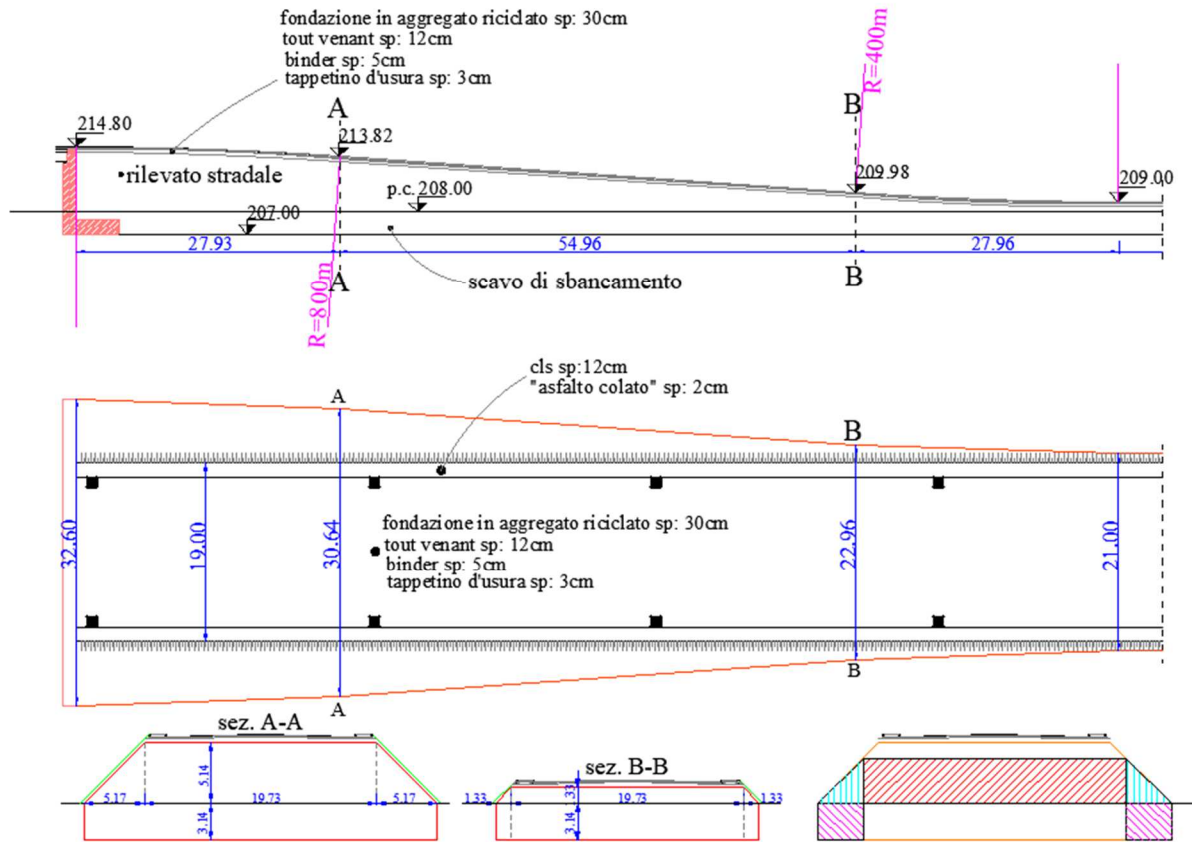 fondazione in aggregato riciclato sp: 30cm
tout venant sp: 12cm
binder sp: 5cm
tappetino d'usura sp: 3cm
R=400m
A
B
214.80
213.82
209.98
209.00
•rilevato stradale
p.c. 208.00
207.00
27.93
54.96
27.96
A
A
B
B
scavo di sbancamento
R=800m
cls sp:12cm
"asfalto colato" sp: 2cm
A
B
32.60
19.00
30.64
22.96
21.00
fondazione in aggregato riciclato sp: 30cm
tout venant sp: 12cm
binder sp: 5cm
tappetino d'usura sp: 3cm
A
B
A
sez. A-A
5.14
5.17
19.73
5.17
3.14
sez. B-B
.33
1.33
19.73
1.33
3.14